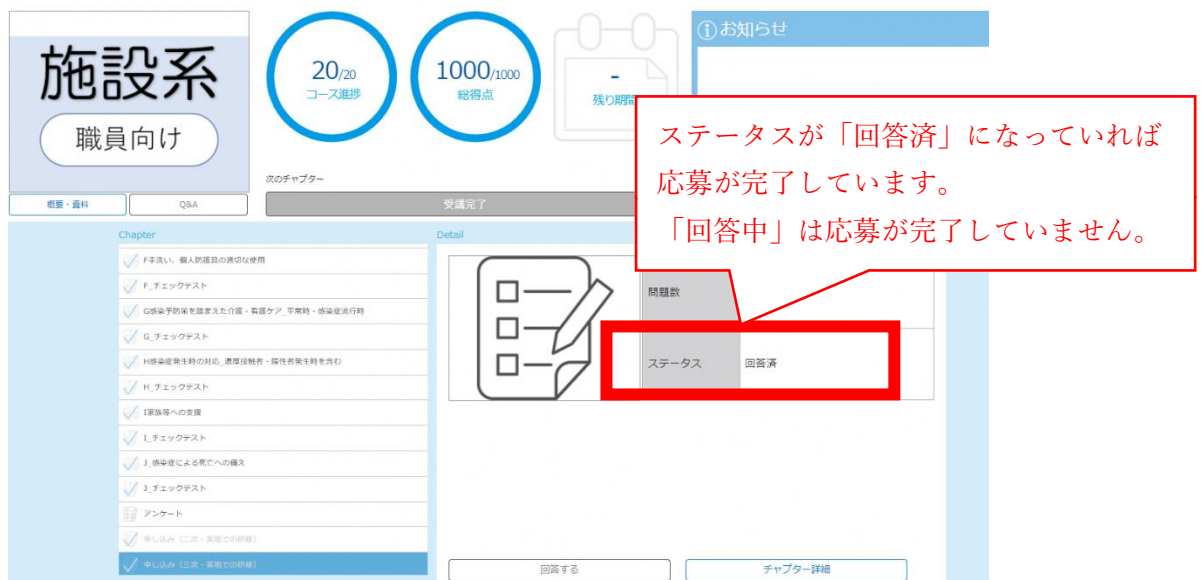 施設系
職員向け
20/20
コース進捗
1000/1000
総得点
-
残り期間
お知らせ
ステータスが「回答済」になっていれば
応募が完了しています。
「回答中」は応募が完了していません。
次のチャプター
受講完了
概要・資料
Q&A
Chapter
F手洗い、個人防護具の適切な使用
F_チェックテスト
G感染予防策を踏まえた介護・看護ケア_平常時・感染症流行時
G_チェックテスト
H感染症発生時の対応_濃厚接触者・陽性者発生時を含む
H_チェックテスト
I家族等への支援
I_チェックテスト
J_感染症による死亡への備え
J_チェックテスト
アンケート
申し込み（二次・実地での研修）
申し込み（三次・実地での研修）
Detail
問題数
ステータス
回答済
回答する
チャプター詳細